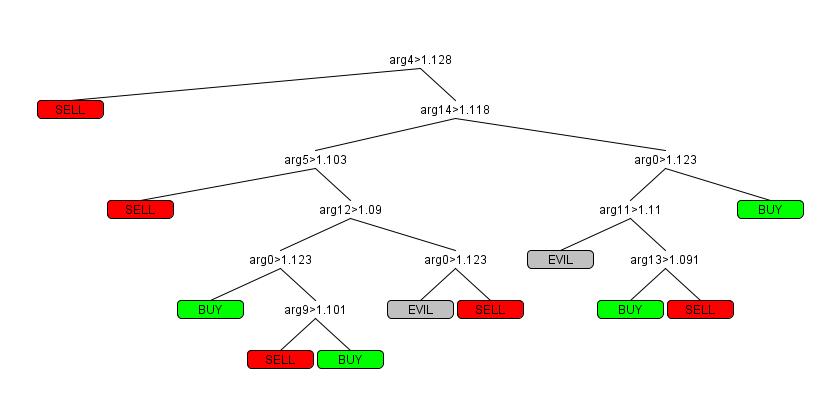 arg4>1.128
SELL
arg14>1.118
arg5>1.103
arg0>1.123
SELL
arg12>1.09
arg11>1.11
BUY
arg0>1.123
arg0>1.123
EVIL
arg13>1.091
BUY
arg9>1.101
EVIL
SELL
BUY
SELL
SELL
BUY